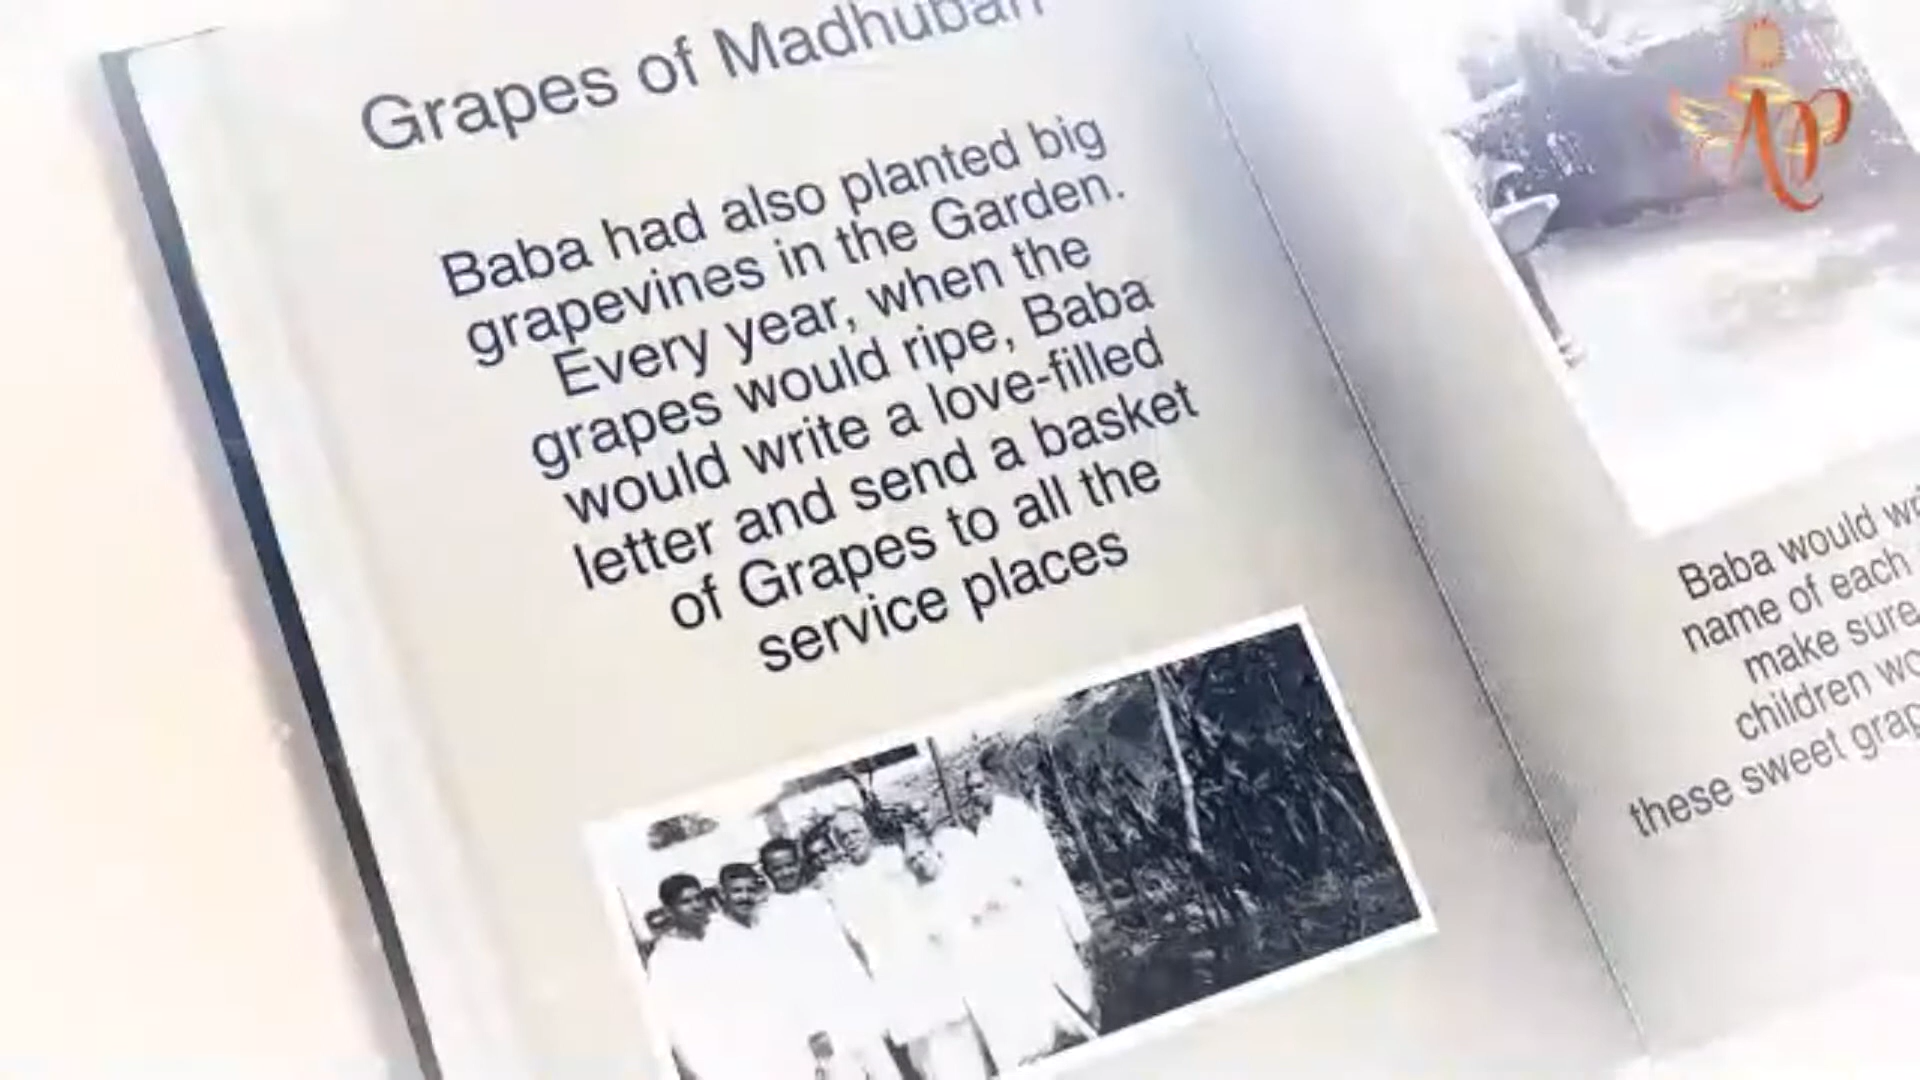 Grapes of Madhuban
Baba had also planted big
grapevines in the Garden.
Every year, when the
grapes would ripe, Baba
would write a love-filled
letter and send a basket
of Grapes to all the
service places
Baba would
name of each
make sure
children
these sweet